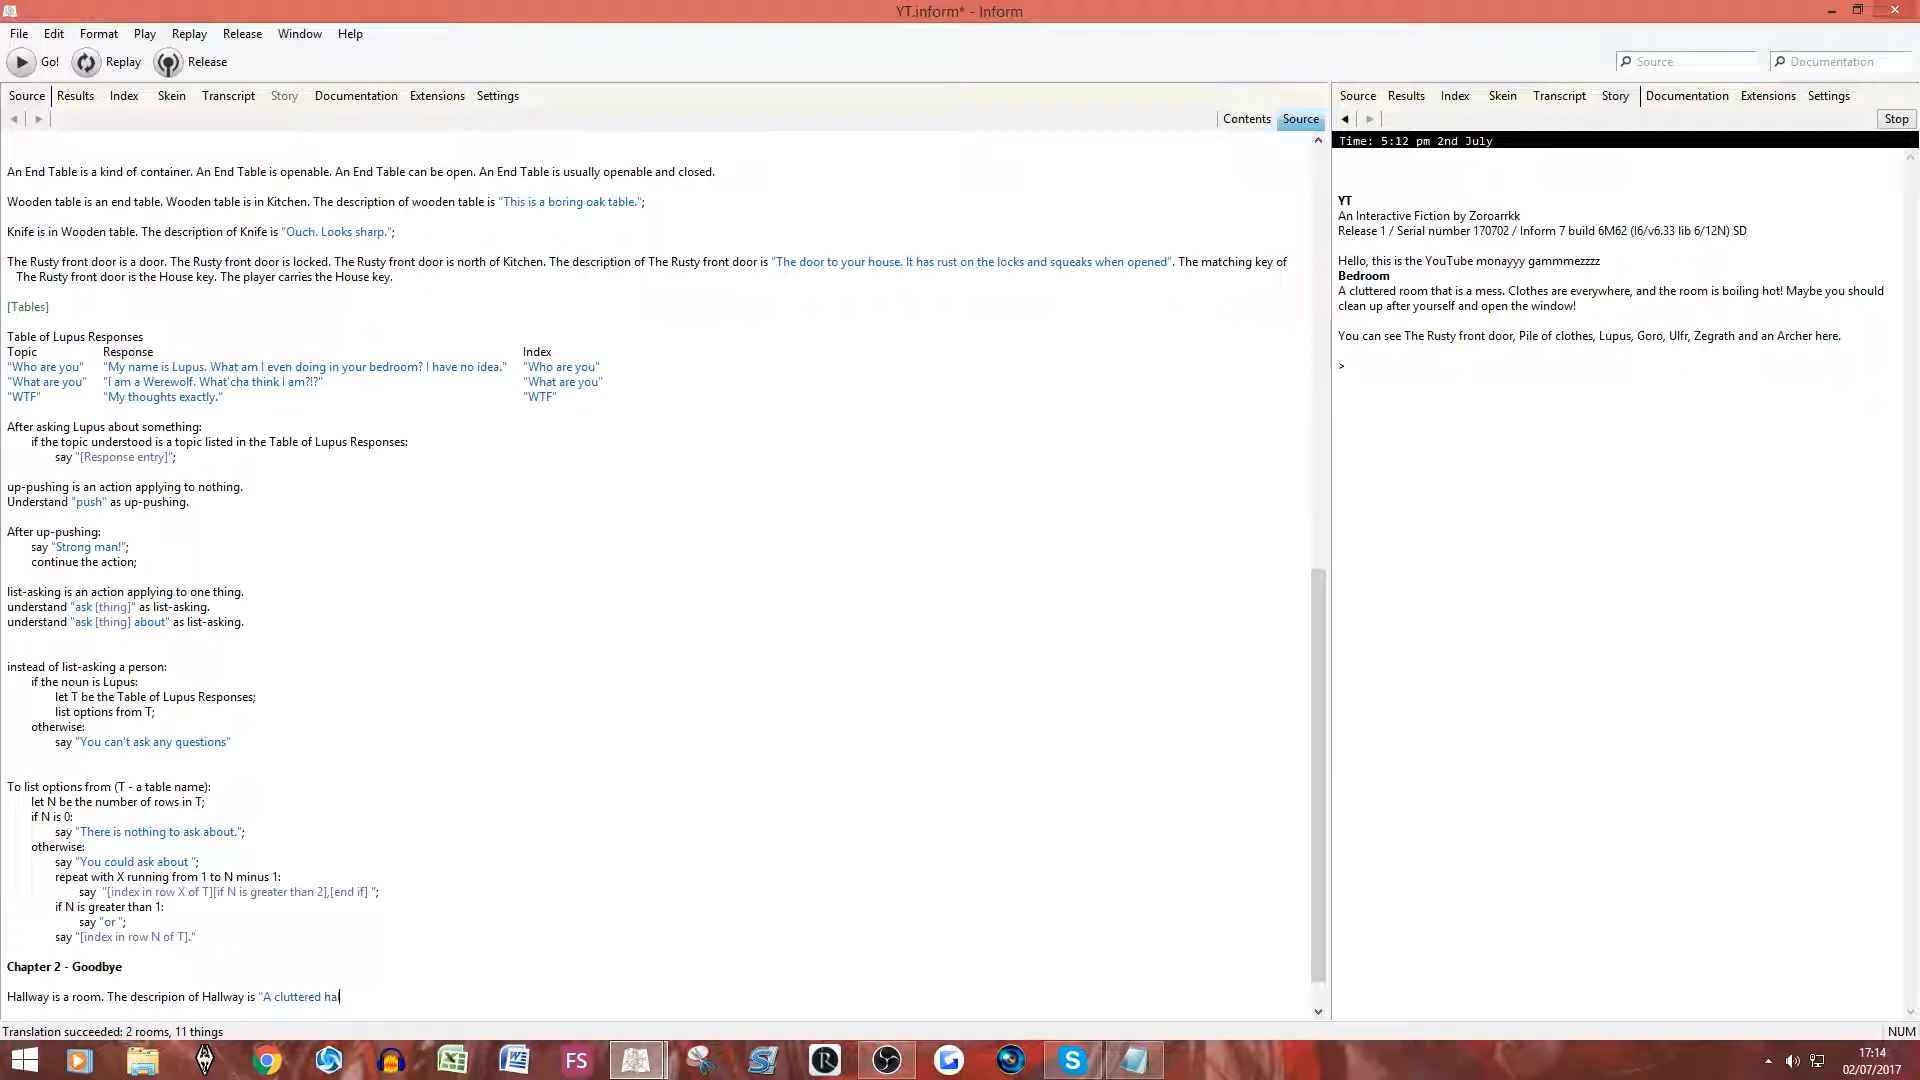 YT.inform* - Inform
File Edit Format Play Replay Release Window Help
Go! Replay Release
Source Documentation
Source Results Index Skein Transcript Story Documentation Extensions Settings
Contents Source
An End Table is a kind of container. An End Table is openable. An End Table can be open. An End Table is usually openable and closed.
Wooden table is an end table. Wooden table is in Kitchen. The description of wooden table is "This is a boring oak table.";
Knife is in Wooden table. The description of Knife is "Ouch. Looks sharp.";
The Rusty front door is a door. The Rusty front door is locked. The Rusty front door is north of Kitchen. The description of The Rusty front door is "The door to your house. It has rust on the locks and squeaks when opened". The matching key of
The Rusty front door is the House key. The player carries the House key.
[Tables]
Table of Lupus Responses
Topic Response Index
"Who are you" "My name is Lupus. What am I even doing in your bedroom? I have no idea." "Who are you"
"What are you" "I am a Werewolf. What'cha think I am?!?" "What are you"
"WTF" "My thoughts exactly." "WTF"
After asking Lupus about something:
if the topic understood is a topic listed in the Table of Lupus Responses:
say "[Response entry]";
up-pushing is an action applying to nothing.
Understand "push" as up-pushing.
After up-pushing:
say "Strong man!";
continue the action;
list-asking is an action applying to one thing.
understand "ask [thing]" as list-asking.
understand "ask [thing] about" as list-asking.
instead of list-asking a person:
if the noun is Lupus:
let T be the Table of Lupus Responses;
list options from T;
otherwise:
say "You can't ask any questions"
To list options from (T - a table name):
let N be the number of rows in T;
if N is 0:
say "There is nothing to ask about.";
otherwise:
say "You could ask about ";
repeat with X running from 1 to N minus 1:
say "[index in row X of T][if N is greater than 2],[end if] ";
if N is greater than 1:
say "or ";
say "[index in row N of T]."
Chapter 2 - Goodbye
Hallway is a room. The descripion of Hallway is "A cluttered hal
Source Results Index Skein Transcript Story Documentation Extensions Settings
Stop
Time: 5:12 pm 2nd July
YT
An Interactive Fiction by Zoroarrkk
Release 1 / Serial number 170702 / Inform 7 build 6M62 (I6/v6.33 lib 6/12N) SD
Hello, this is the YouTube monayyy gammmezzzz
Bedroom
A cluttered room that is a mess. Clothes are everywhere, and the room is boiling hot! Maybe you should
clean up after yourself and open the window!
You can see The Rusty front door, Pile of clothes, Lupus, Goro, Ulfr, Zegrath and an Archer here.
>
Translation succeeded: 2 rooms, 11 things
NUM
FS
17:14
02/07/2017